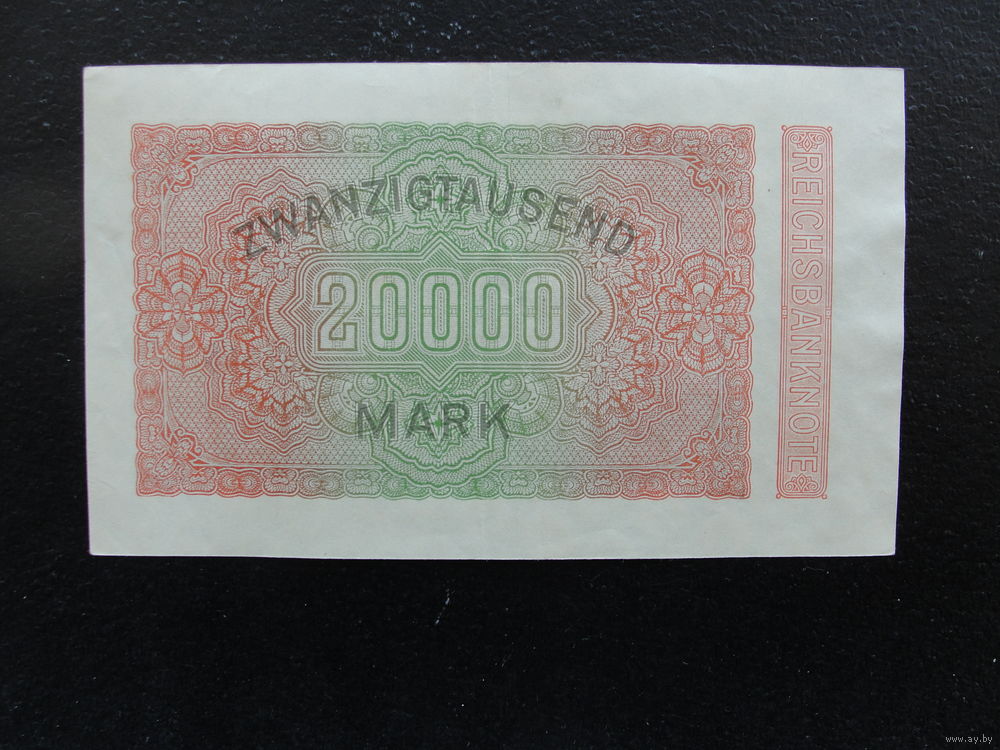 ZWANZIGTAUSEND
20000
MARK
REICHSBANKNOTE
www.ay.by